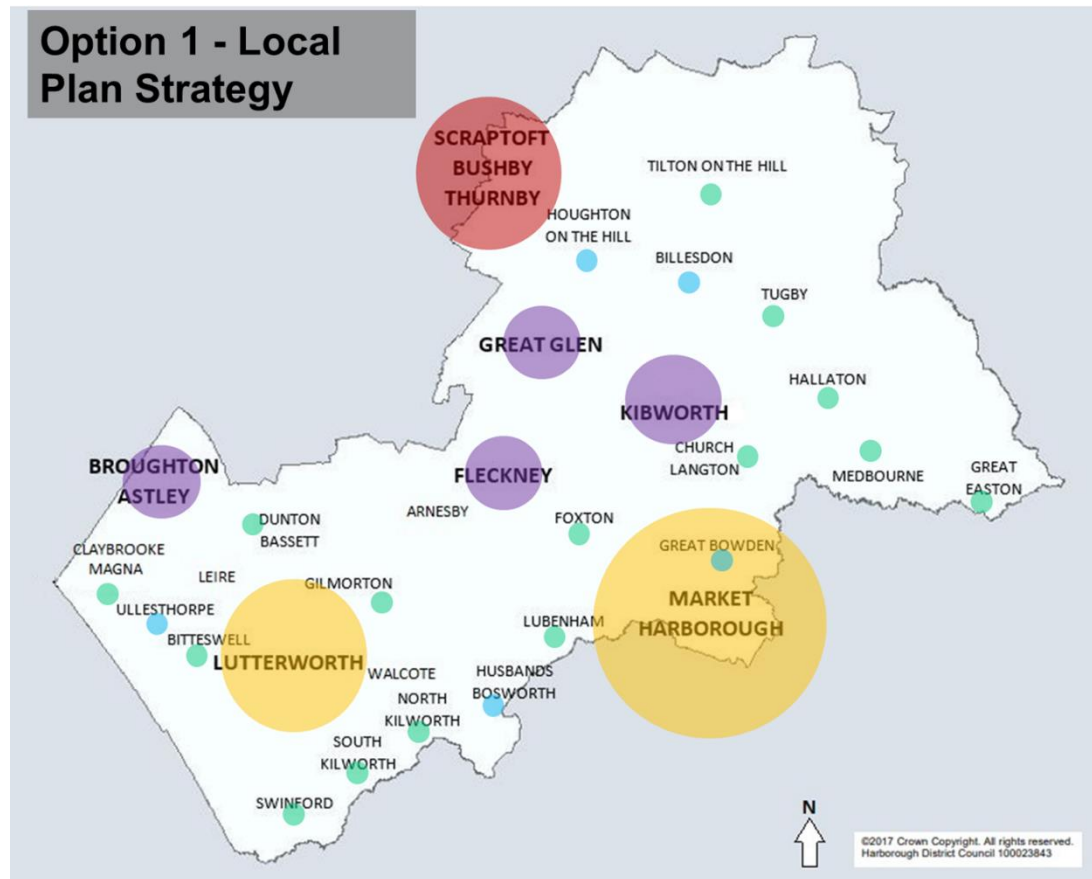 Option 1 - Local
Plan Strategy
SCRAPTOFT
BUSHBY
THURNBY
TILTON ON THE HILL
HOUGHTON
ON THE HILL
BILLESDON
TUGBY
GREAT GLEN
HALLATON
KIBWORTH
CHURCH
LANGTON
MEDBOURNE
GREAT
EASTON
BROUGHTON
ASTLEY
FLECKNEY
ARNESBY
DUNTON
BASSETT
FOXTON
GREAT BOWDEN
CLAYBROOKE
MAGNA
LEIRE
GILMORTON
ULLESTHORPE
MARKET
HARBOROUGH
LUBENHAM
BITTESWELL
LUTTERWORTH
WALCOTE
HUSBANDS
BOSWORTH
NORTH
KILWORTH
SOUTH
KILWORTH
SWINFORD
N
©2017 Crown Copyright. All rights reserved.
Harborough District Council 100023843